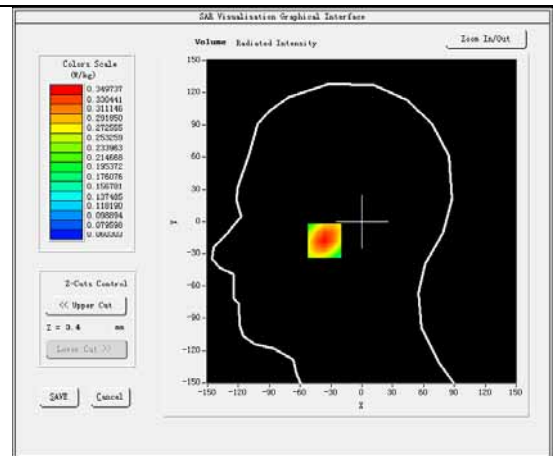 SAR Visualisation Graphical Interface
Volume Radiated Intensity
Zoom In/Out
Colors Scale
(W/kg)
0.349737
0.330441
0.311146
0.291850
0.272555
0.253259
0.233963
0.214668
0.195372
0.176076
0.156781
0.137485
0.118190
0.098894
0.079598
0.060303
Z-Cuts Control
<< Upper Cut
Z = 3.4 mm
Lower Cut >>
SAVE Cancel
150
120
90
60
30
0
-30
-60
-90
-120
-150
Y
-150 -120 -90 -60 -30 0 30 60 90 120 150
X